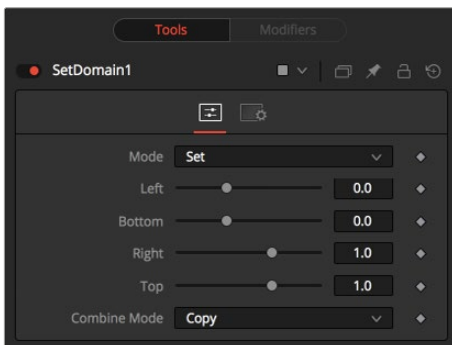 Tools Modifiers
SetDomain1
Mode Set
Left 0.0
Bottom 0.0
Right 1.0
Top 1.0
Combine Mode Copy